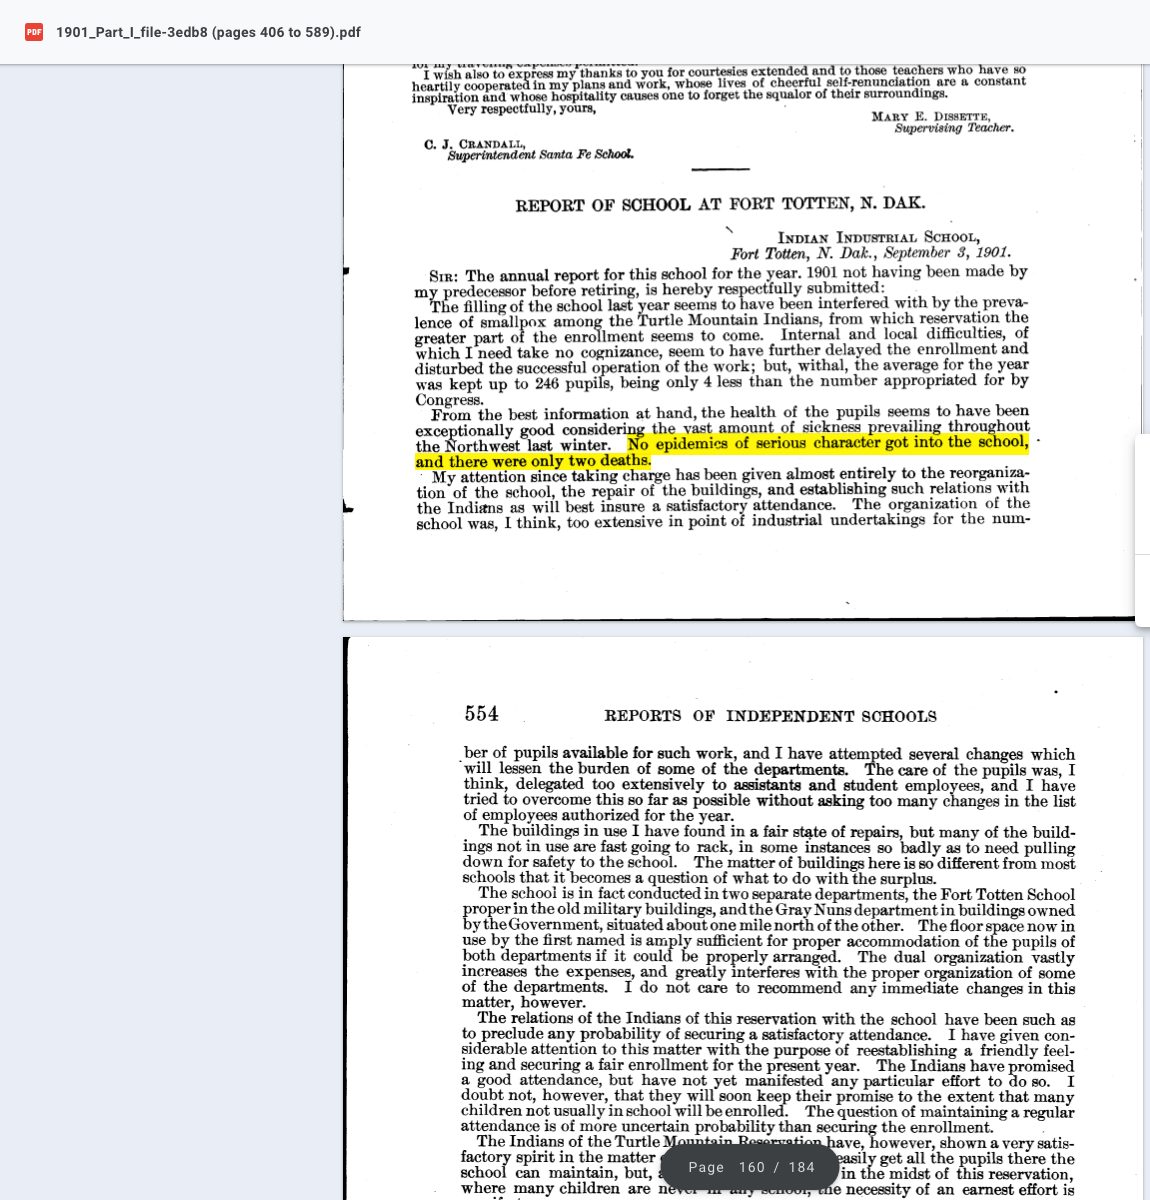 PDF
1901_Part_I_file-3edb8 (pages 406 to 589).pdf
for my traveling expenses
I wish also to express my thanks to you for courtesies extended and to those teachers who have so
heartily cooperated in my plans and work, whose lives of cheerful self-renunciation are a constant
inspiration and whose hospitality causes one to forget the squalor of their surroundings.
Very respectfully, yours,
MARY E. DISSETTE,
Supervising Teacher.
C. J. CRANDALL,
Superintendent Santa Fe School.
REPORT OF SCHOOL AT FORT TOTTEN, N. DAK.
INDIAN INDUSTRIAL SCHOOL,
Fort Totten, N. Dak., September 3, 1901.
SIR: The annual report for this school for the year. 1901 not having been made by
my predecessor before retiring, is hereby respectfully submitted:
The filling of the school last year seems to have been interfered with by the preva-
lence of smallpox among the Turtle Mountain Indians, from which reservation the
greater part of the enrollment seems to come. Internal and local difficulties, of
which I need take no cognizance, seem to have further delayed the enrollment and
disturbed the successful operation of the work; but, withal, the average for the year
was kept up to 246 pupils, being only 4 less than the number appropriated for by
Congress.
From the best information at hand, the health of the pupils seems to have been
exceptionally good considering the vast amount of sickness prevailing throughout
the Northwest last winter. No epidemics of serious character got into the school,
and there were only two deaths.
My attention since taking charge has been given almost entirely to the reorganiza-
tion of the school, the repair of the buildings, and establishing such relations with
the Indians as will best insure a satisfactory attendance. The organization of the
school was, I think, too extensive in point of industrial undertakings for the num-
554 REPORTS OF INDEPENDENT SCHOOLS
ber of pupils available for such work, and I have attempted several changes which
will lessen the burden of some of the departments. The care of the pupils was, I
think, delegated too extensively to assistants and student employees, and I have
tried to overcome this so far as possible without asking too many changes in the list
of employees authorized for the year.
The buildings in use I have found in a fair state of repairs, but many of the build-
ings not in use are fast going to rack, in some instances so badly as to need pulling
down for safety to the school. The matter of buildings here is so different from most
schools that it becomes a question of what to do with the surplus.
The school is in fact conducted in two separate departments, the Fort Totten School
proper in the old military buildings, and the Gray Nuns department in buildings owned
by the Government, situated about one mile north of the other. The floor space now in
use by the first named is amply sufficient for proper accommodation of the pupils of
both departments if it could be properly arranged. The dual organization vastly
increases the expenses, and greatly interferes with the proper organization of some
of the departments. I do not care to recommend any immediate changes in this
matter, however.
The relations of the Indians of this reservation with the school have been such as
to preclude any probability of securing a satisfactory attendance. I have given con-
siderable attention to this matter with the purpose of reestablishing a friendly feel-
ing and securing a fair enrollment for the present year. The Indians have promised
a good attendance, but have not yet manifested any particular effort to do so. I
doubt not, however, that they will soon keep their promise to the extent that many
children not usually in school will be enrolled. The question of maintaining a regular
attendance is of more uncertain probability than securing the enrollment.
The Indians of the Turtle Mountain Reservation have, however, shown a very satis-
factory spirit in the matter easily get all the pupils there the
school can maintain, but, in the midst of this reservation,
where many children are never in any school, the necessity of an earnest effort is
Page 160 / 184